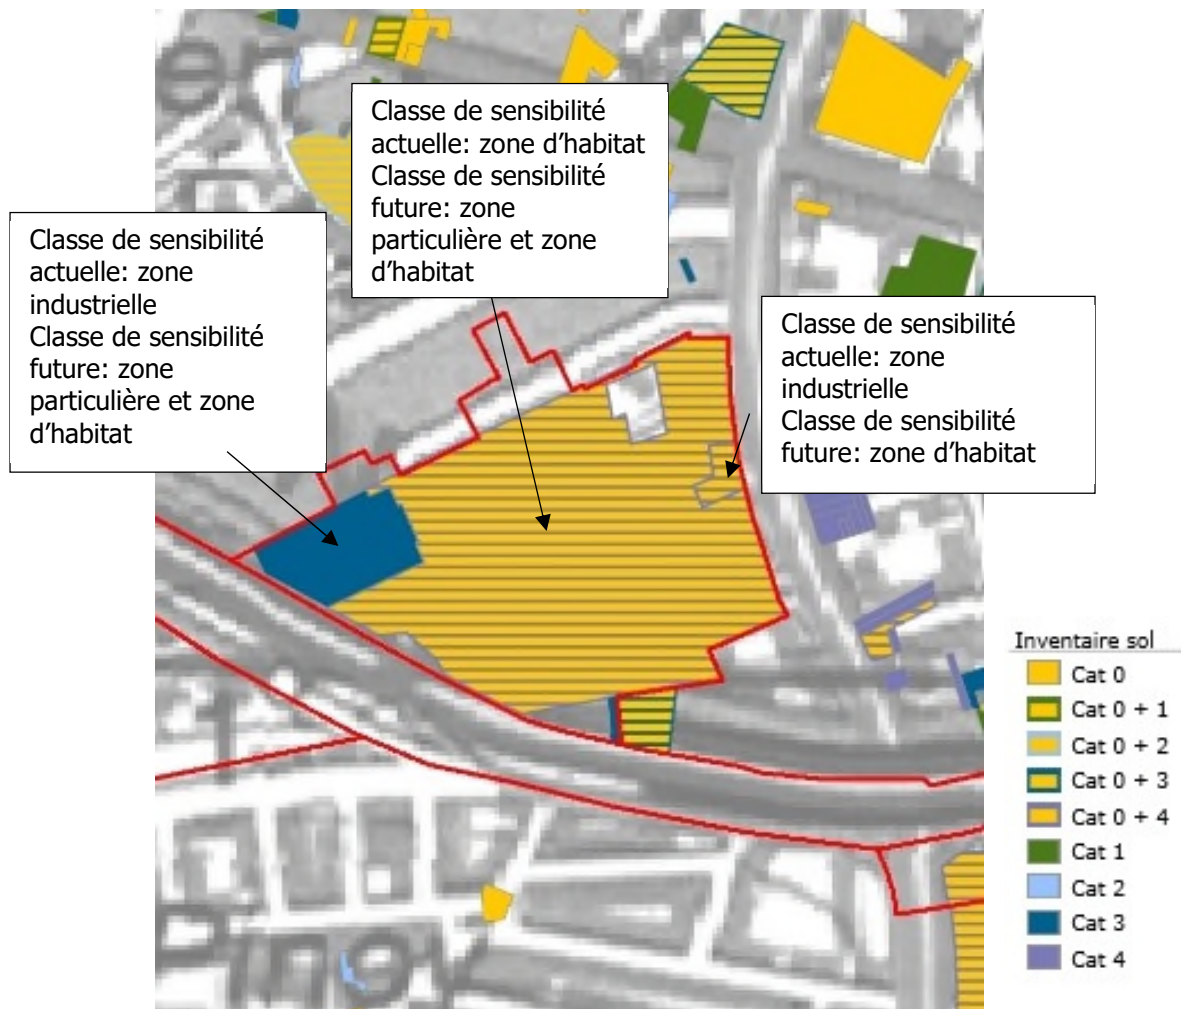 Classe de sensibilité
actuelle: zone d’habitat
Classe de sensibilité
future: zone
particulière et zone
d’habitat
Classe de sensibilité
actuelle: zone
industrielle
Classe de sensibilité
future: zone
particulière et zone
d’habitat
Classe de sensibilité
actuelle: zone
industrielle
Classe de sensibilité
future: zone d’habitat
Inventaire sol
Cat 0
Cat 0 + 1
Cat 0 + 2
Cat 0 + 3
Cat 0 + 4
Cat 1
Cat 2
Cat 3
Cat 4